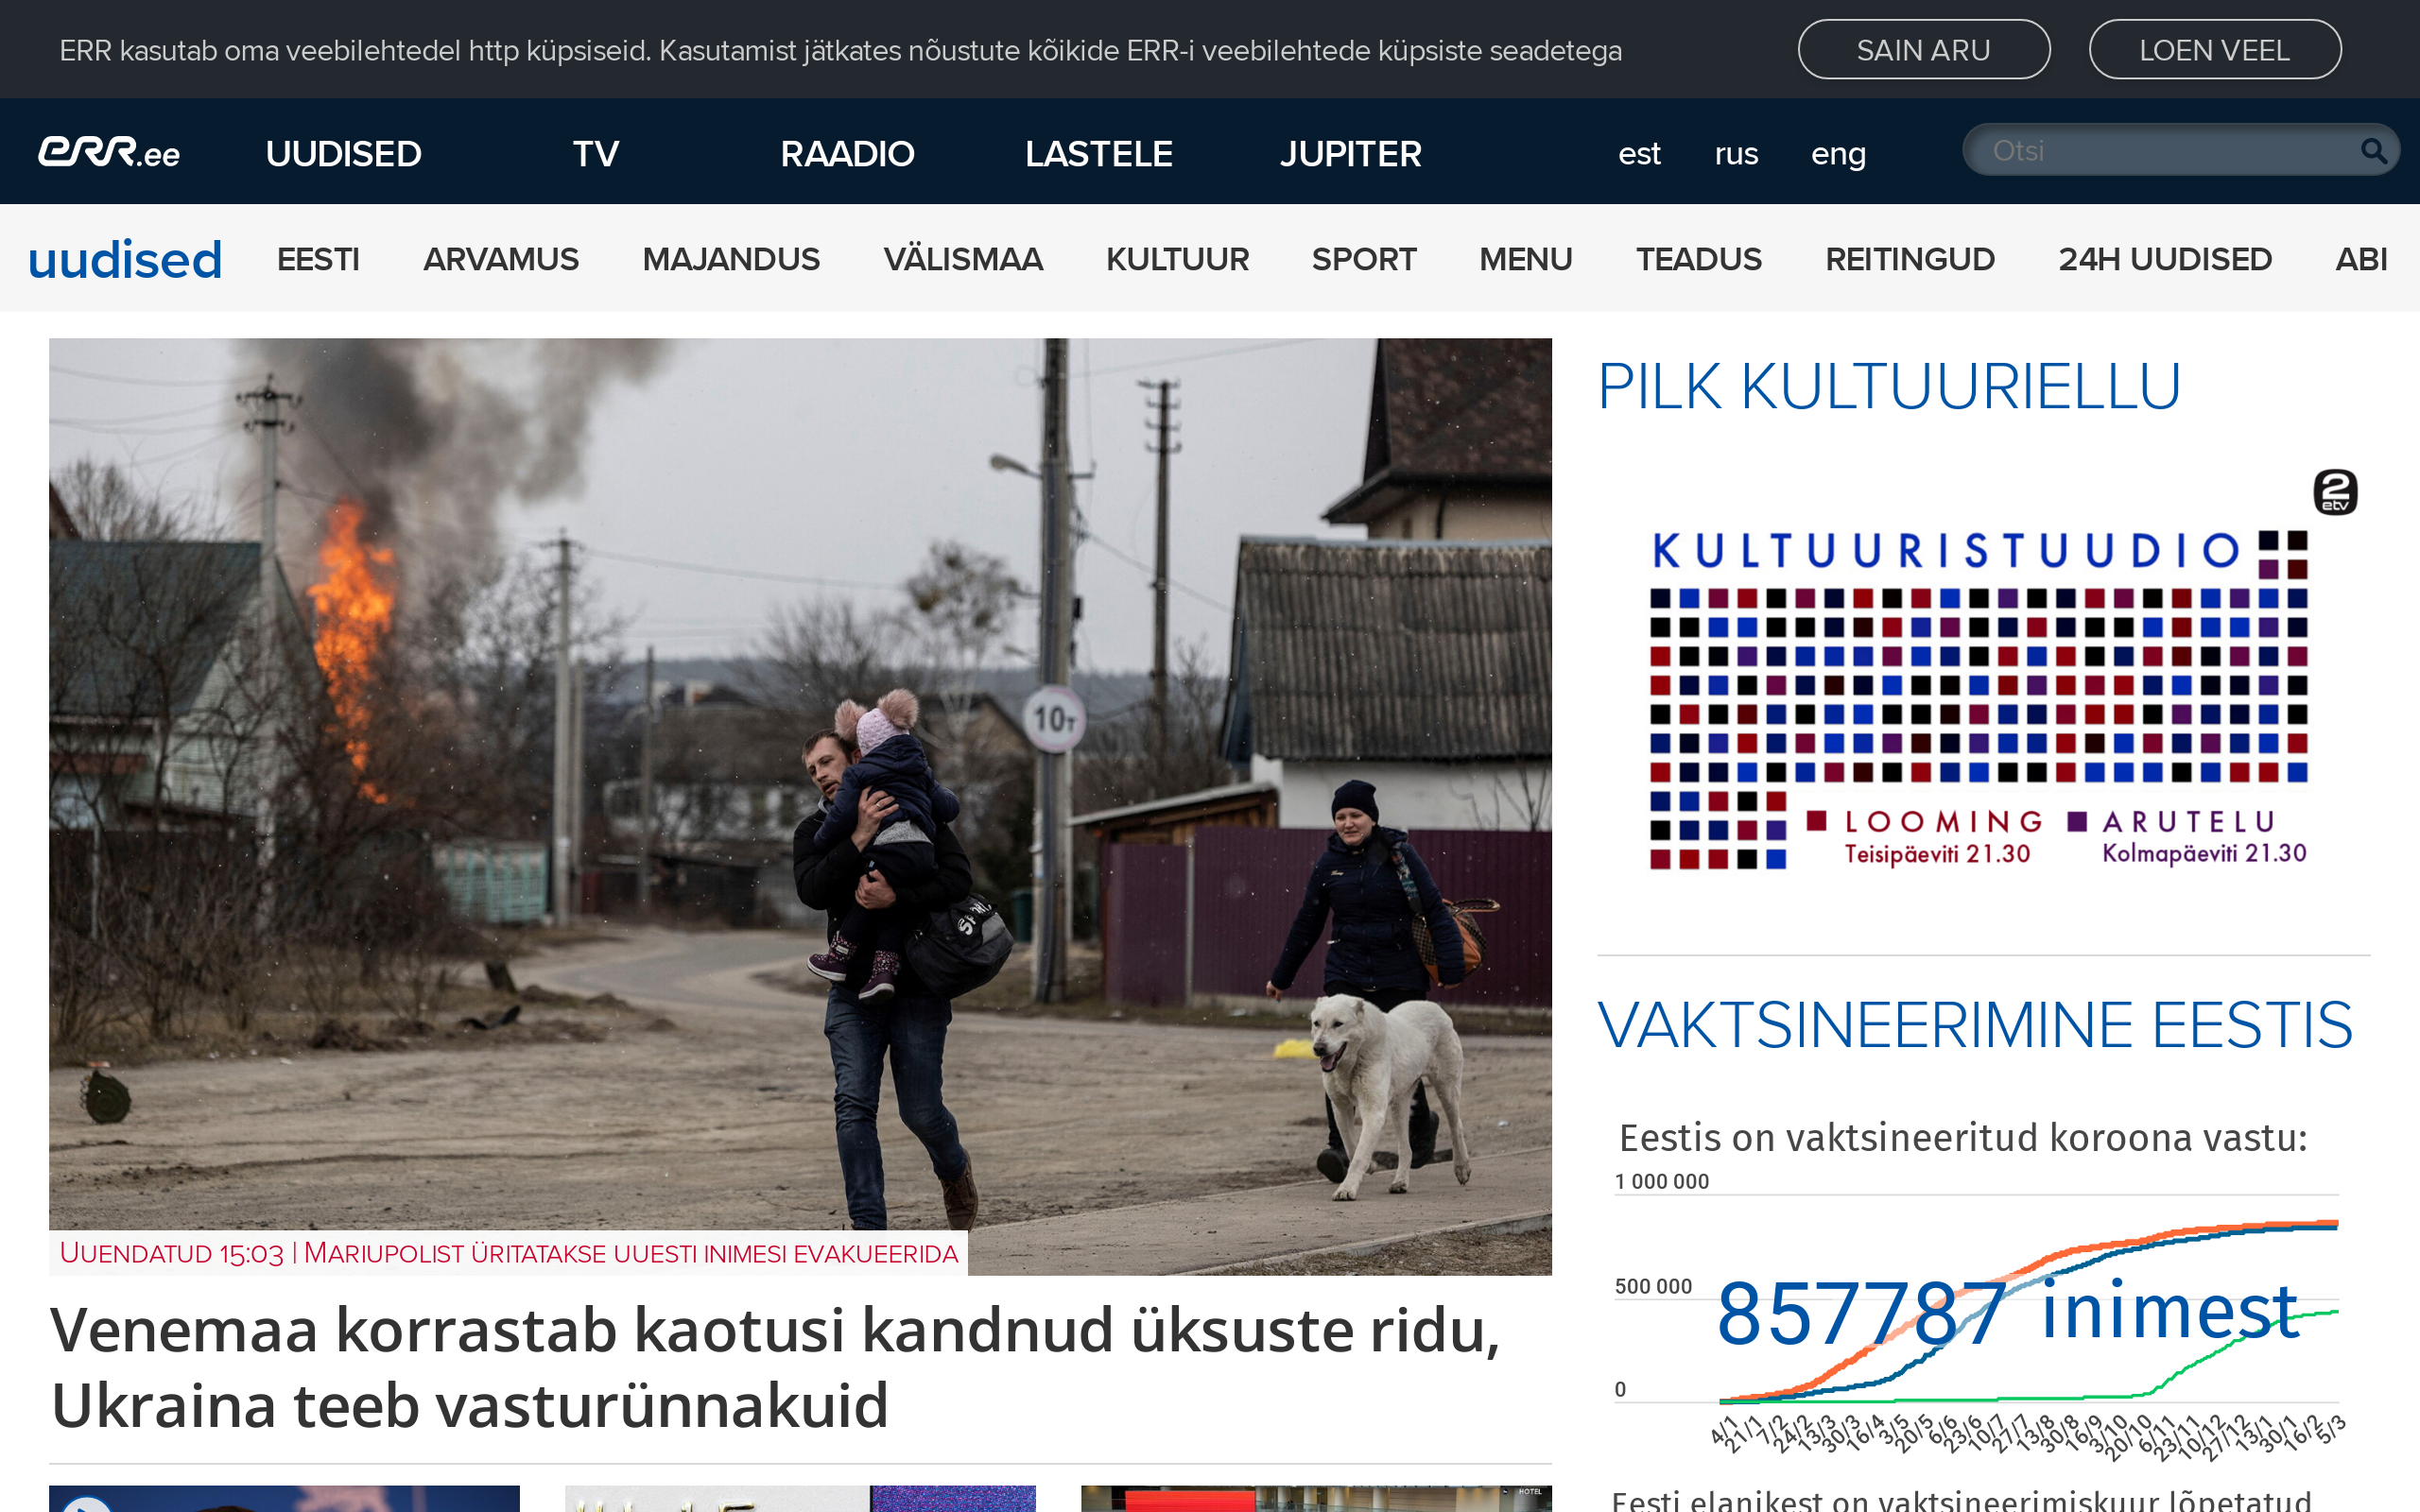 ERR kasutab oma veebilehtedel http küpsiseid. Kasutamist jätkates nõustute kõikide ERR-i veebilehtede küpsiste seadetega
SAIN ARU
LOEN VEEL
err.ee
UUDISED
TV
RAADIO
LASTELE
JUPITER
est
rus
eng
Otsi
uudised
EESTI
ARVAMUS
MAJANDUS
VÄLISMAA
KULTUUR
SPORT
MENU
TEADUS
REITINGUD
24H UUDISED
ABI
10т
UUENDATUD 15:03 | MARIUPOLIST ÜRITATAKSE UUESTI INIMESI EVAKUEERIDA
Venemaa korrastab kaotusi kandnud üksuste ridu,
Ukraina teeb vasturünnakuid
HOTEL
PILK KULTUURIELLU
2
etv
KULTUURISTUUDIO
LOOMING
Teisipäeviti 21.30
ARUTELU
Kolmapäeviti 21.30
VAKTSINEERIMINE EESTIS
Eestis on vaktsineeritud koroona vastu:
1 000 000
500 000
857787 inimest
0
4/1 21/1 7/2 24/2 13/3 30/3 16/4 3/5 20/5 6/6 23/6 10/7 27/7 13/8 30/8 16/9 3/10 20/10 6/11 23/11 10/12 27/12 13/1 30/1 16/2 5/3
Eesti elanikest on vaktsineerimiskuur lõpetatud